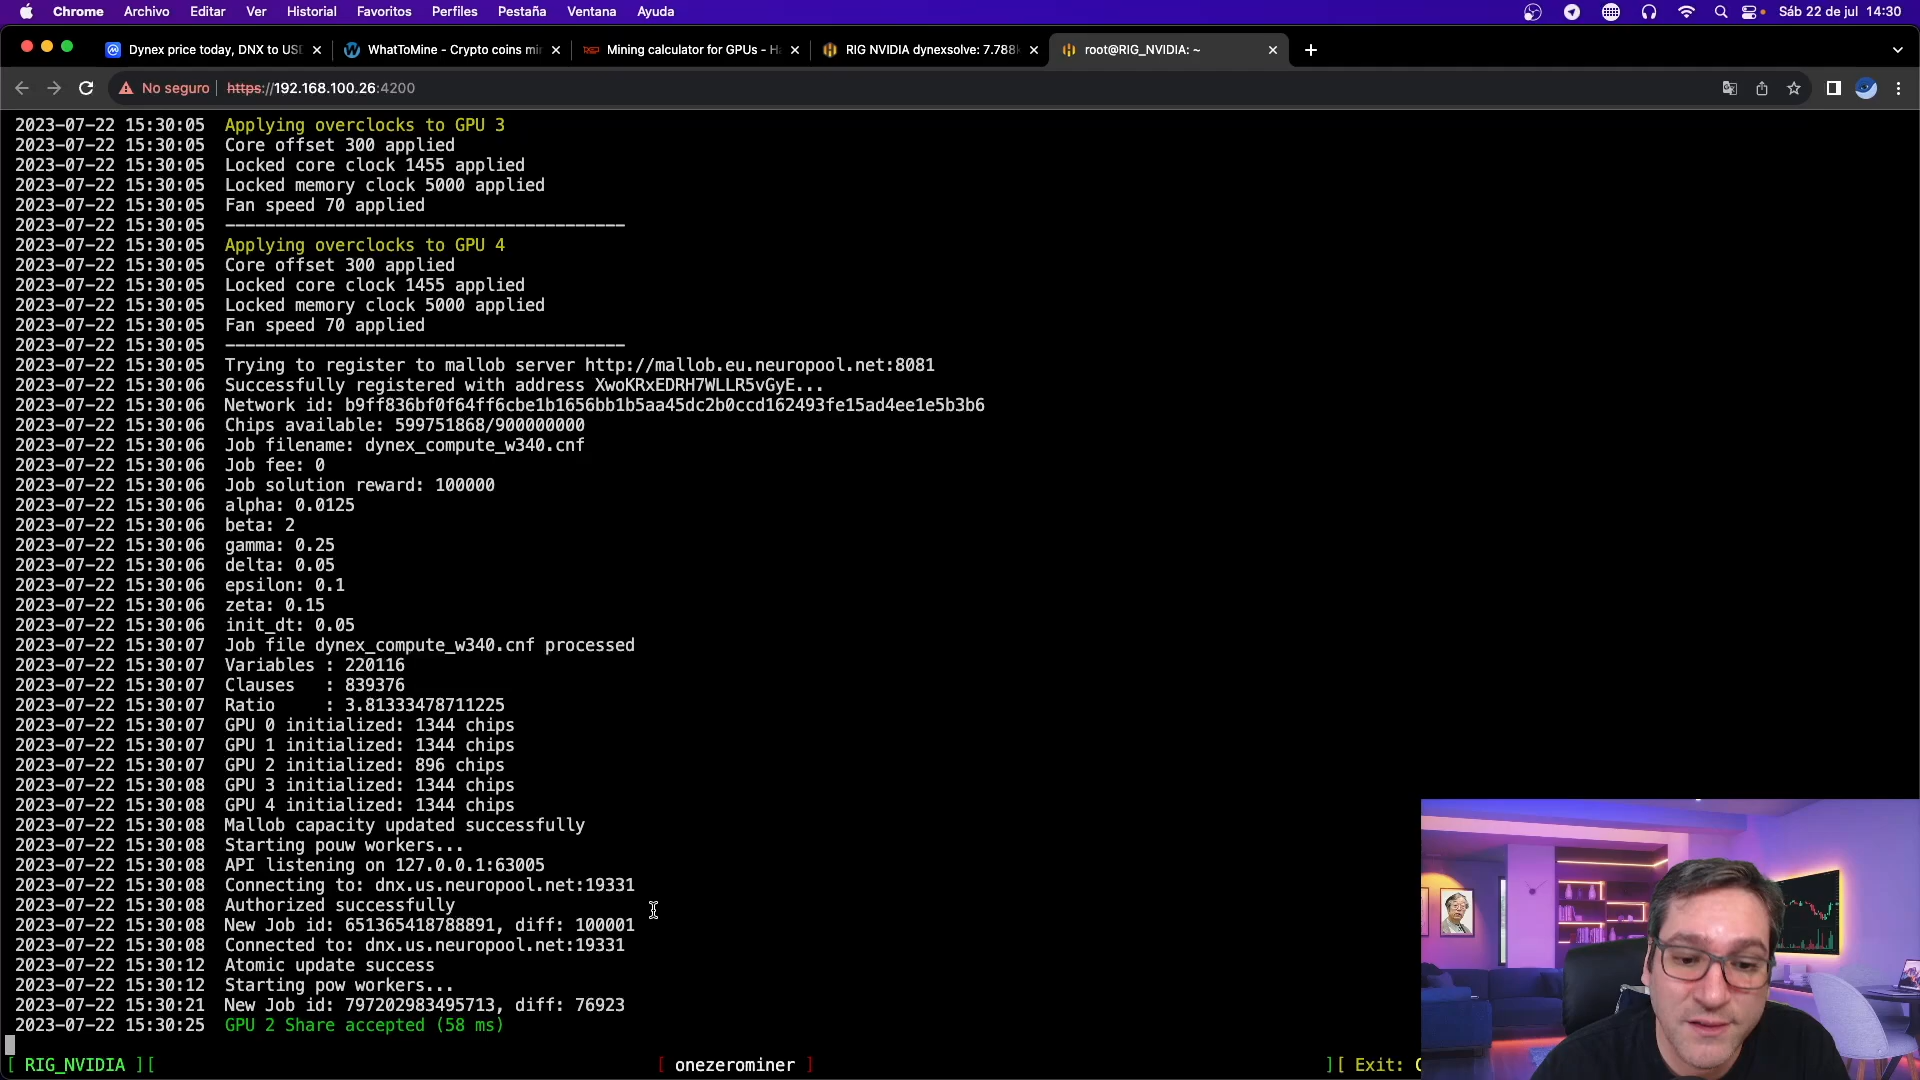 Chrome Archivo Editar Ver Historial Favoritos Perfiles Pestaña Ventana Ayuda Sáb 22 de jul 14:30
Dynex price today, DNX to USD WhatToMine - Crypto coins min Mining calculator for GPUs - Ha RIG NVIDIA dynexsolve: 7.788k root@RIG_NVIDIA: ~
No seguro https://192.168.100.26:4200
2023-07-22 15:30:05 Applying overclocks to GPU 3
2023-07-22 15:30:05 Core offset 300 applied
2023-07-22 15:30:05 Locked core clock 1455 applied
2023-07-22 15:30:05 Locked memory clock 5000 applied
2023-07-22 15:30:05 Fan speed 70 applied
2023-07-22 15:30:05 ----------------------------------------
2023-07-22 15:30:05 Applying overclocks to GPU 4
2023-07-22 15:30:05 Core offset 300 applied
2023-07-22 15:30:05 Locked core clock 1455 applied
2023-07-22 15:30:05 Locked memory clock 5000 applied
2023-07-22 15:30:05 Fan speed 70 applied
2023-07-22 15:30:05 ----------------------------------------
2023-07-22 15:30:05 Trying to register to mallob server http://mallob.eu.neuropool.net:8081
2023-07-22 15:30:06 Successfully registered with address XwoKRxEDRH7WLLR5vGyE...
2023-07-22 15:30:06 Network id: b9ff836bf0f64ff6cbe1b1656bb1b5aa45dc2b0ccd162493fe15ad4ee1e5b3b6
2023-07-22 15:30:06 Chips available: 599751868/900000000
2023-07-22 15:30:06 Job filename: dynex_compute_w340.cnf
2023-07-22 15:30:06 Job fee: 0
2023-07-22 15:30:06 Job solution reward: 100000
2023-07-22 15:30:06 alpha: 0.0125
2023-07-22 15:30:06 beta: 2
2023-07-22 15:30:06 gamma: 0.25
2023-07-22 15:30:06 delta: 0.05
2023-07-22 15:30:06 epsilon: 0.1
2023-07-22 15:30:06 zeta: 0.15
2023-07-22 15:30:06 init_dt: 0.05
2023-07-22 15:30:07 Job file dynex_compute_w340.cnf processed
2023-07-22 15:30:07 Variables : 220116
2023-07-22 15:30:07 Clauses : 839376
2023-07-22 15:30:07 Ratio : 3.81333478711225
2023-07-22 15:30:07 GPU 0 initialized: 1344 chips
2023-07-22 15:30:07 GPU 1 initialized: 1344 chips
2023-07-22 15:30:07 GPU 2 initialized: 896 chips
2023-07-22 15:30:08 GPU 3 initialized: 1344 chips
2023-07-22 15:30:08 GPU 4 initialized: 1344 chips
2023-07-22 15:30:08 Mallob capacity updated successfully
2023-07-22 15:30:08 Starting pouw workers...
2023-07-22 15:30:08 API listening on 127.0.0.1:63005
2023-07-22 15:30:08 Connecting to: dnx.us.neuropool.net:19331
2023-07-22 15:30:08 Authorized successfully
2023-07-22 15:30:08 New Job id: 651365418788891, diff: 100001
2023-07-22 15:30:08 Connected to: dnx.us.neuropool.net:19331
2023-07-22 15:30:12 Atomic update success
2023-07-22 15:30:12 Starting pow workers...
2023-07-22 15:30:21 New Job id: 797202983495713, diff: 76923
2023-07-22 15:30:25 GPU 2 Share accepted (58 ms)
[ RIG_NVIDIA ][ [ onezerominer ] ][ Exit: